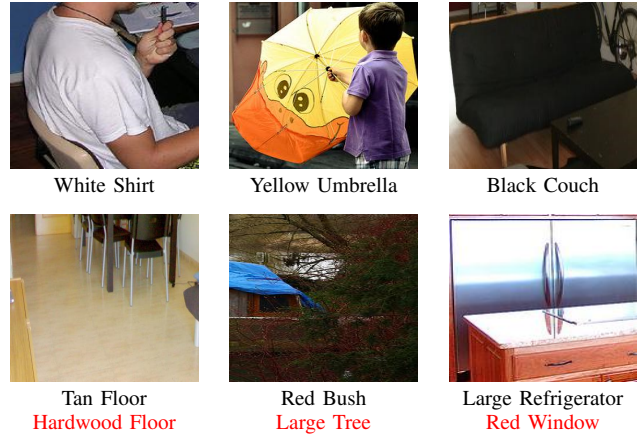 White Shirt
Yellow Umbrella
Black Couch
Tan Floor
Hardwood Floor
Red Bush
Large Tree
Large Refrigerator
Red Window